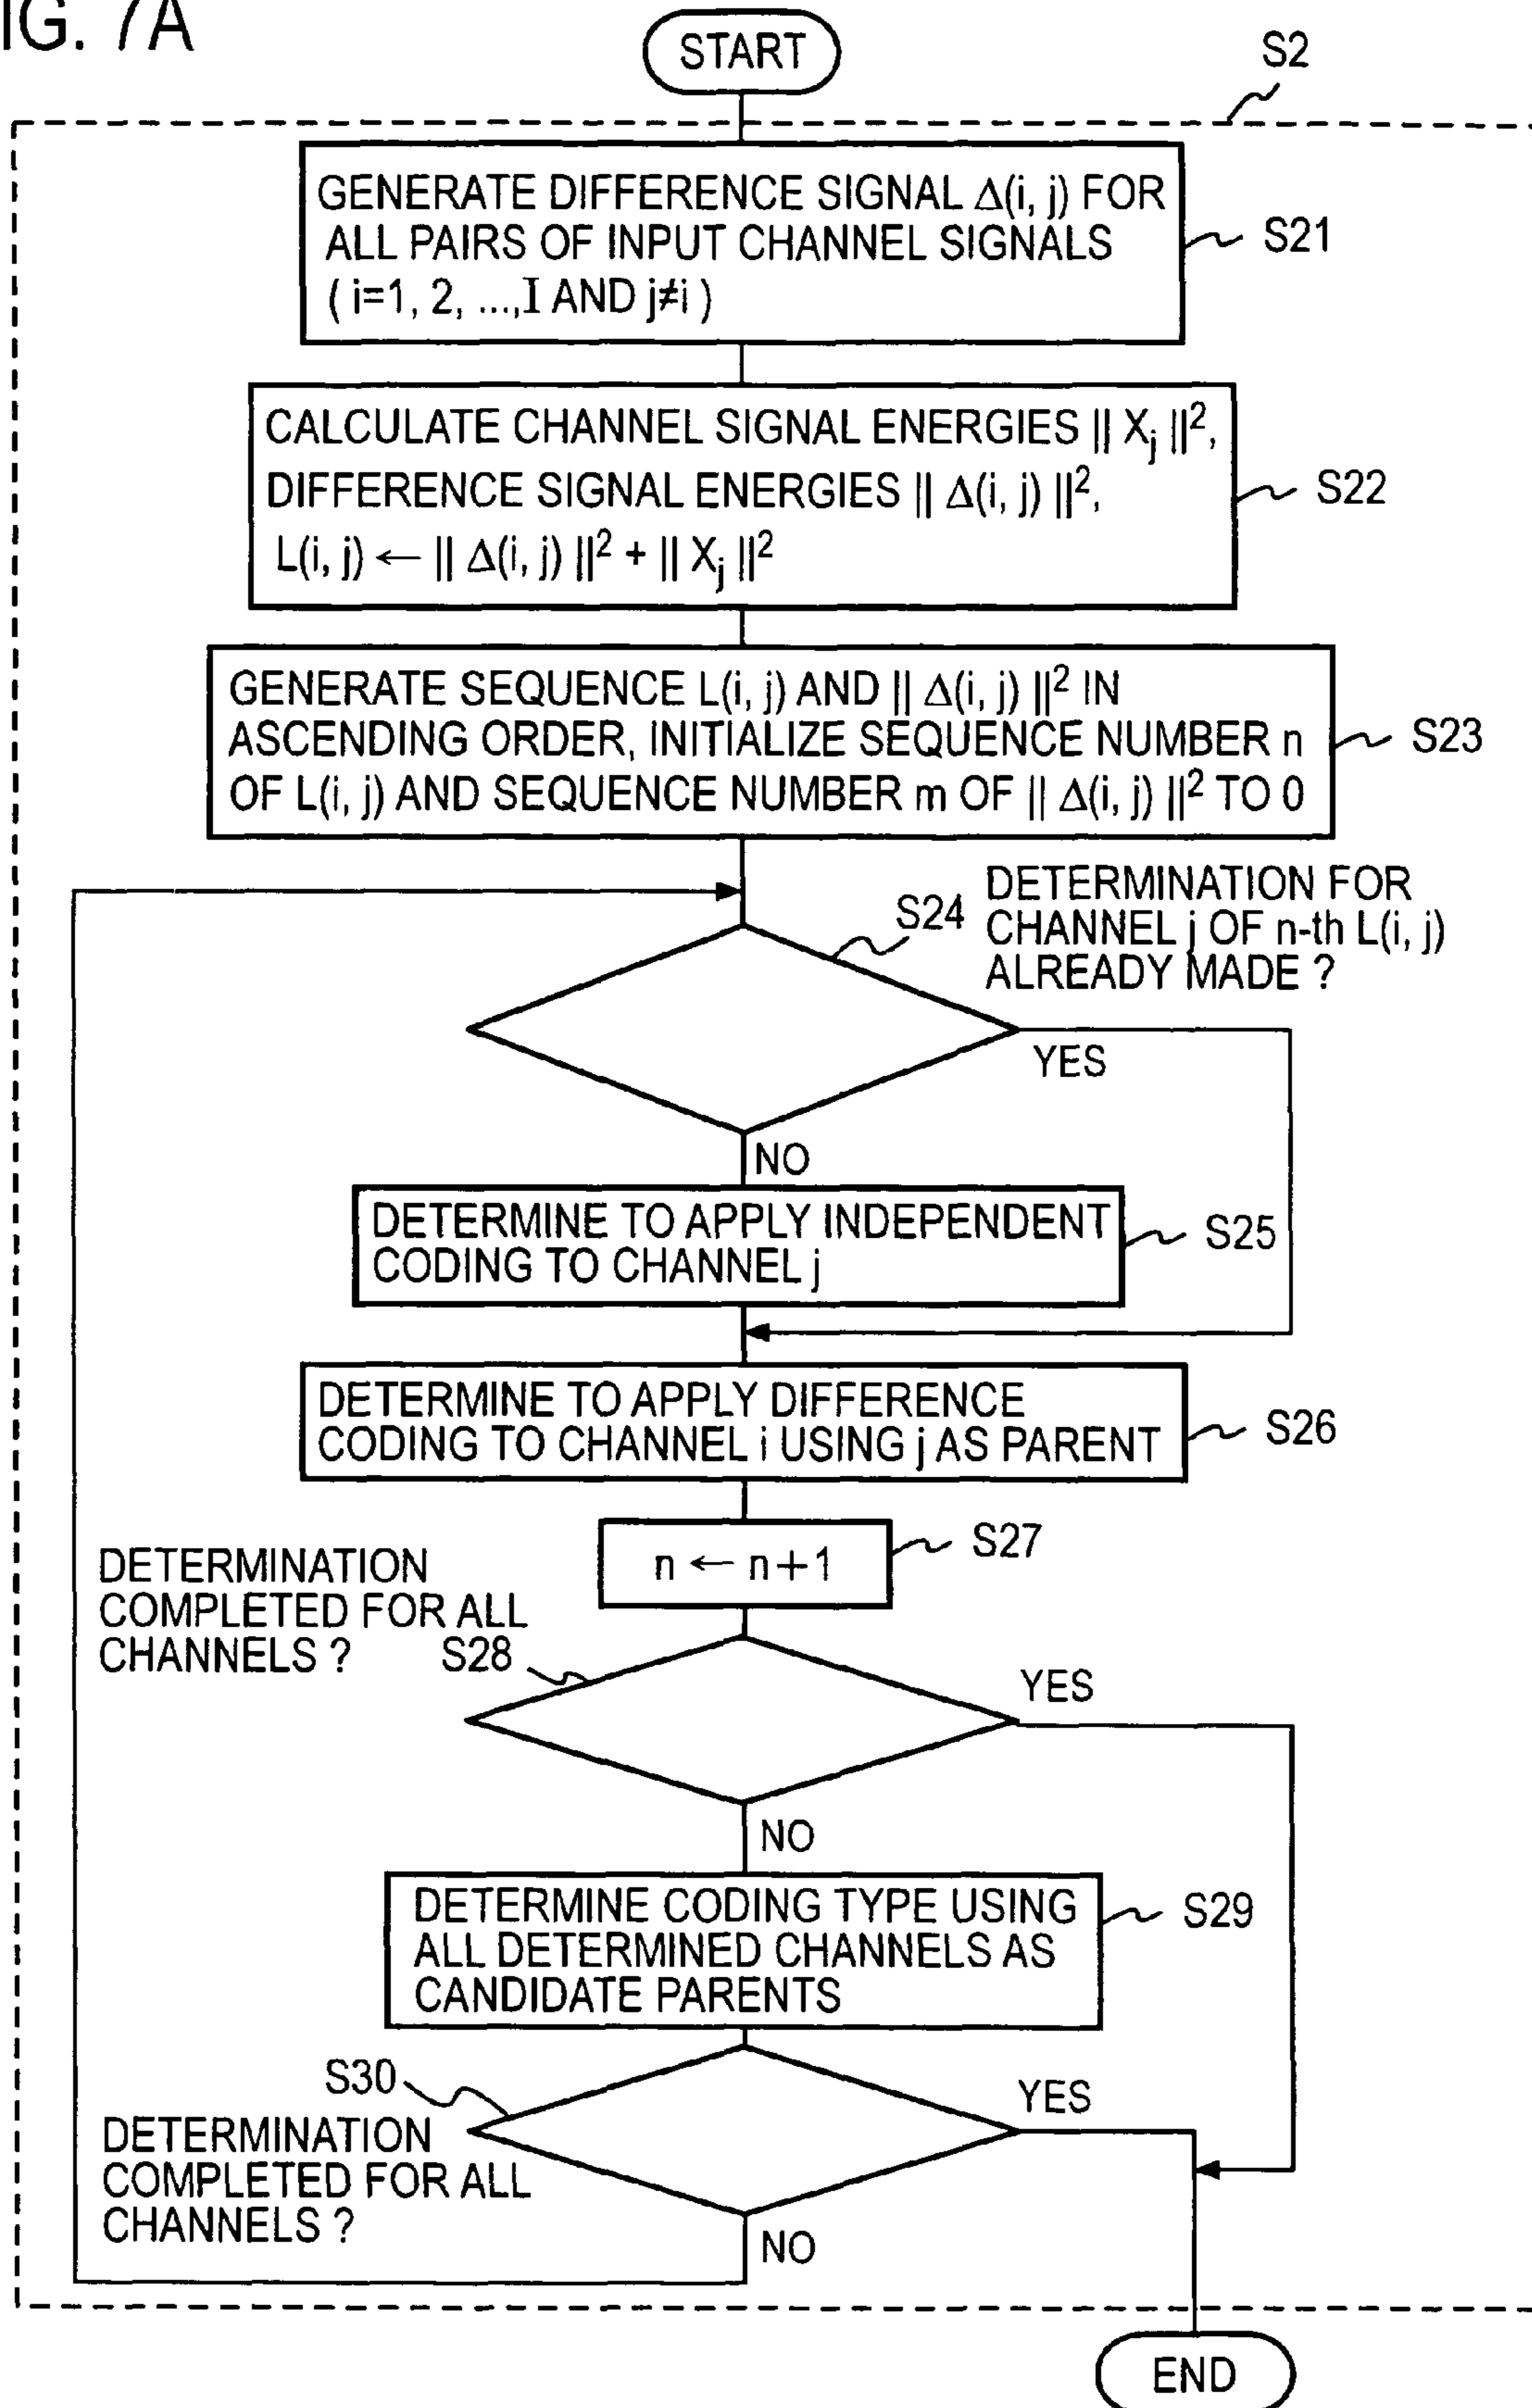 IG. 7A
START
S2
GENERATE DIFFERENCE SIGNAL Δ(i, j) FOR
ALL PAIRS OF INPUT CHANNEL SIGNALS
( i=1, 2, ...,I AND j≠i )
S21
CALCULATE CHANNEL SIGNAL ENERGIES || Xj ||²,
DIFFERENCE SIGNAL ENERGIES || Δ(i, j) ||²,
L(i, j) ← || Δ(i, j) ||² + || Xj ||²
S22
GENERATE SEQUENCE L(i, j) AND || Δ(i, j) ||² IN
ASCENDING ORDER, INITIALIZE SEQUENCE NUMBER n
OF L(i, j) AND SEQUENCE NUMBER m OF || Δ(i, j) ||² TO 0
S23
S24
DETERMINATION FOR
CHANNEL j OF n-th L(i, j)
ALREADY MADE ?
YES
NO
DETERMINE TO APPLY INDEPENDENT
CODING TO CHANNEL j
S25
DETERMINE TO APPLY DIFFERENCE
CODING TO CHANNEL i USING j AS PARENT
S26
n ← n+1
S27
DETERMINATION
COMPLETED FOR ALL
CHANNELS ?
S28
YES
NO
DETERMINE CODING TYPE USING
ALL DETERMINED CHANNELS AS
CANDIDATE PARENTS
S29
S30
YES
DETERMINATION
COMPLETED FOR ALL
CHANNELS ?
NO
END